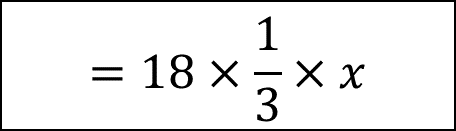 = 18 × 1/3 × x